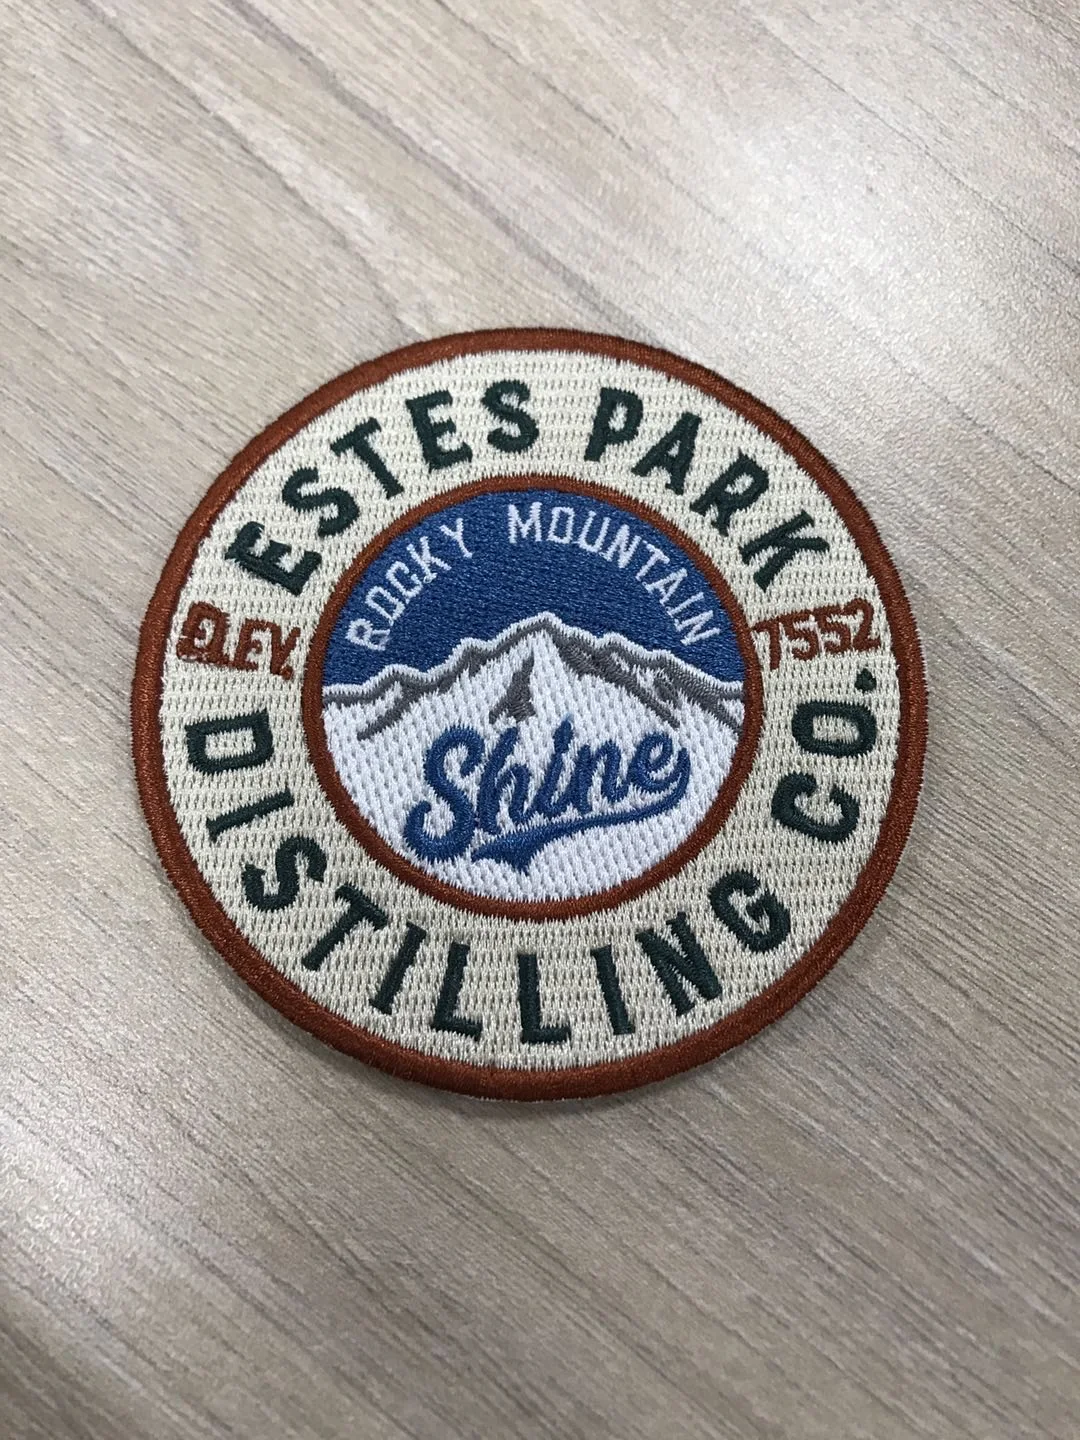 ESTES PARK
ROCKY MOUNTAIN
ELEV. 7552
Shine
DISTILLING CO.